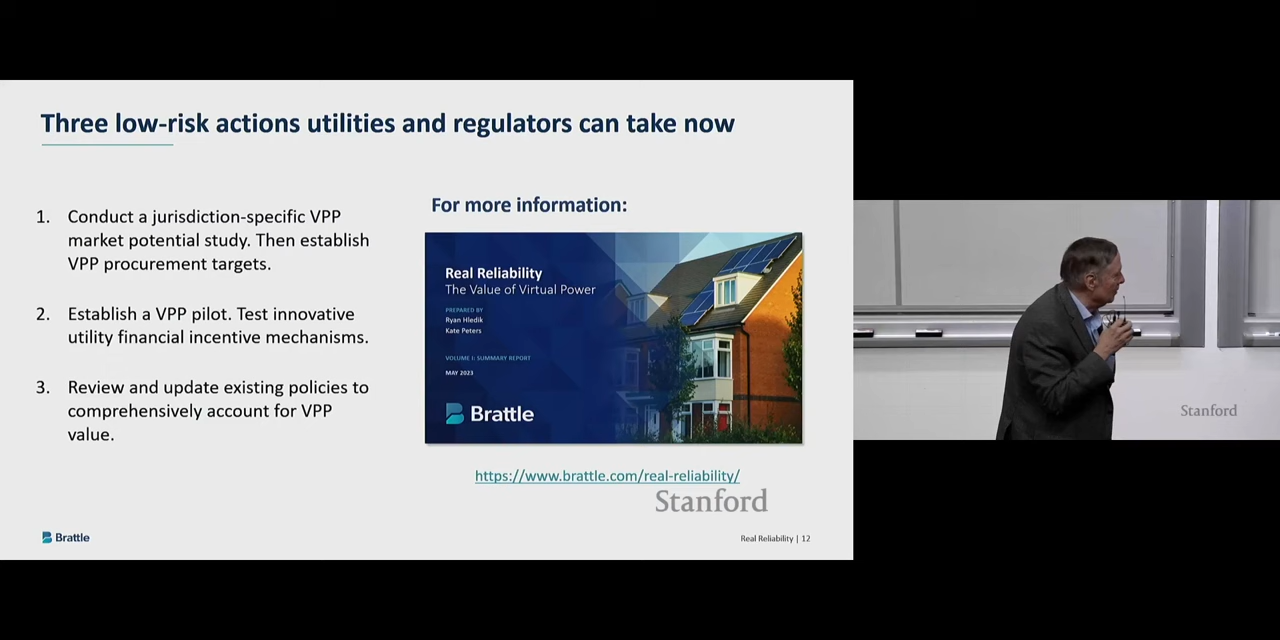 Three low-risk actions utilities and regulators can take now
1. Conduct a jurisdiction-specific VPP
market potential study. Then establish
VPP procurement targets.
2. Establish a VPP pilot. Test innovative
utility financial incentive mechanisms.
3. Review and update existing policies to
comprehensively account for VPP
value.
For more information:
Real Reliability
The Value of Virtual Power
PREPARED BY
Ryan Hledik
Kate Peters
VOLUME I: SUMMARY REPORT
MAY 2023
Brattle
https://www.brattle.com/real-reliability/
Stanford
Brattle
Real Reliability | 12
Stanford